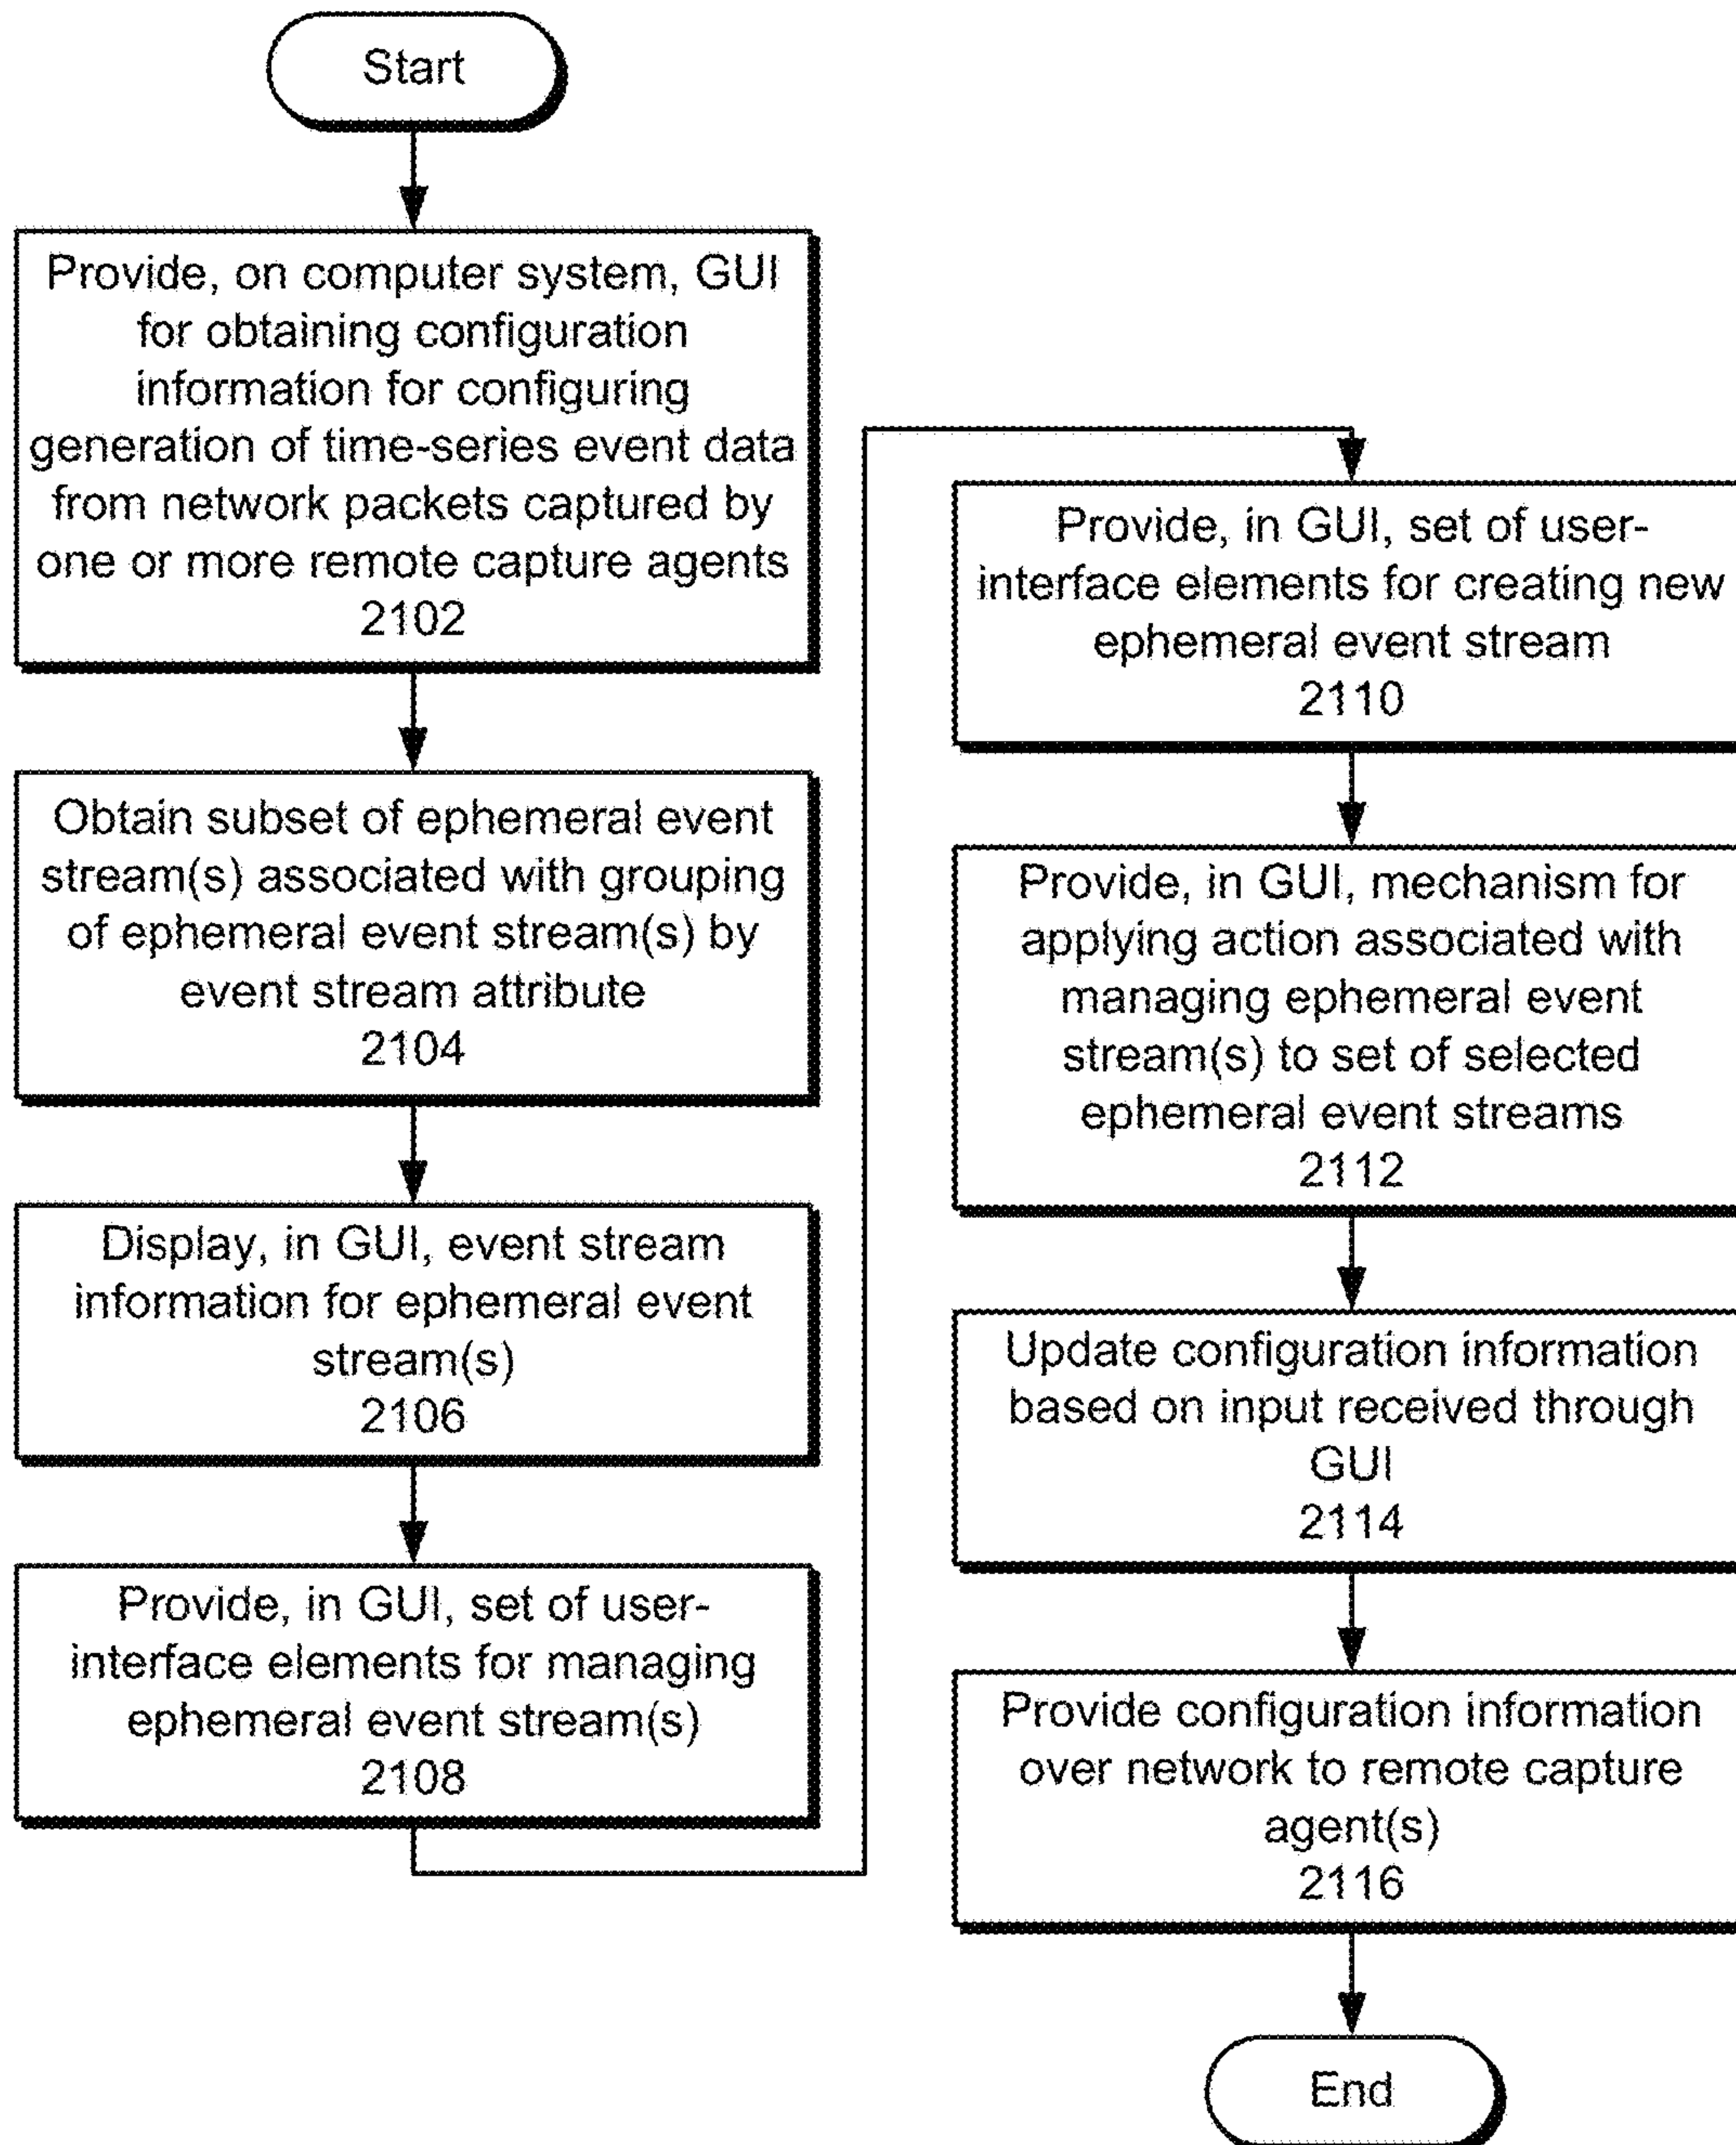 Start
Provide, on computer system, GUI
for obtaining configuration
information for configuring
generation of time-series event data
from network packets captured by
one or more remote capture agents
2102
Obtain subset of ephemeral event
stream(s) associated with grouping
of ephemeral event stream(s) by
event stream attribute
2104
Display, in GUI, event stream
information for ephemeral event
stream(s)
2106
Provide, in GUI, set of user-
interface elements for managing
ephemeral event stream(s)
2108
Provide, in GUI, set of user-
interface elements for creating new
ephemeral event stream
2110
Provide, in GUI, mechanism for
applying action associated with
managing ephemeral event
stream(s) to set of selected
ephemeral event streams
2112
Update configuration information
based on input received through
GUI
2114
Provide configuration information
over network to remote capture
agent(s)
2116
End